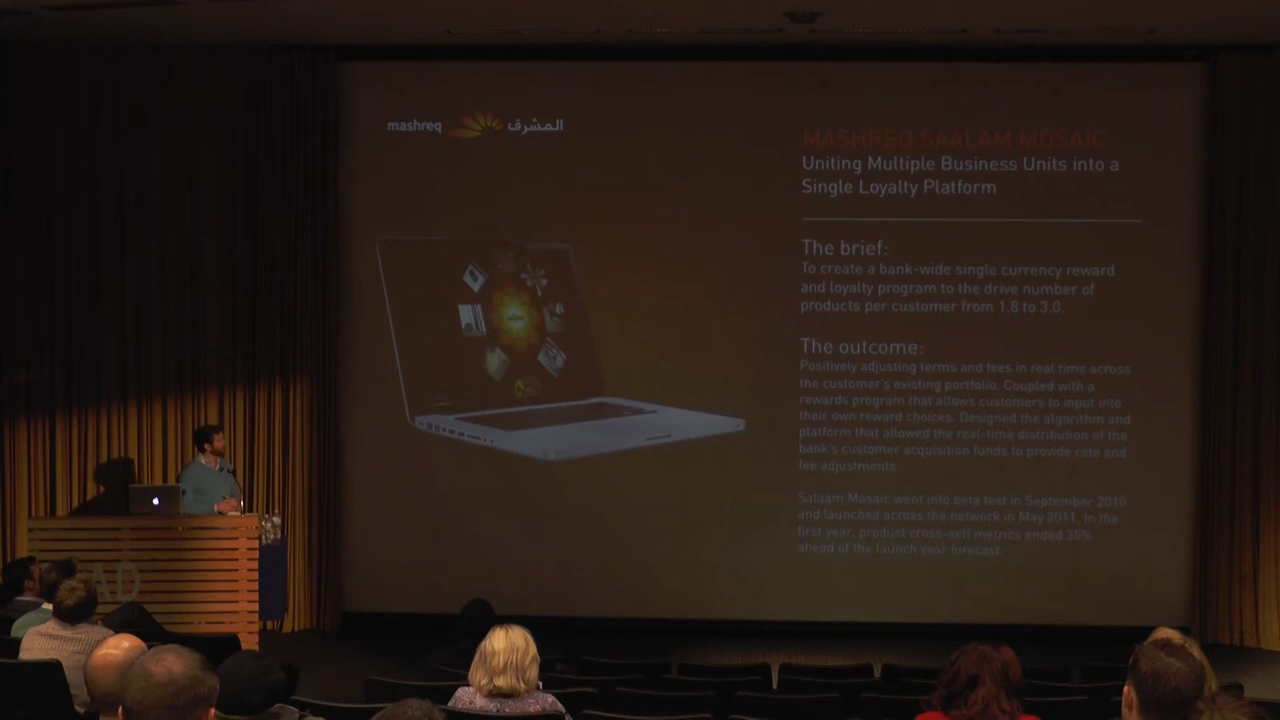 mashreq المشرق
MASHREQ SAALAM MOSAIC
Uniting Multiple Business Units into a
Single Loyalty Platform
The brief:
To create a bank-wide single currency reward
and loyalty program to the drive number of
products per customer from 1.8 to 3.0.
The outcome:
Positively adjusting terms and fees in real time across
the customer's existing portfolio. Coupled with a
rewards program that allows customers to input into
their own reward choices. Designed the algorithm and
platform that allowed the real-time distribution of the
bank's customer acquisition funds to provide rate and
fee adjustments
Salaam Mosaic went into beta test in September 2010
and launched across the network in May 2011. In the
first year, product cross-sell metrics ended 36%
ahead of the launch year forecast.
AD